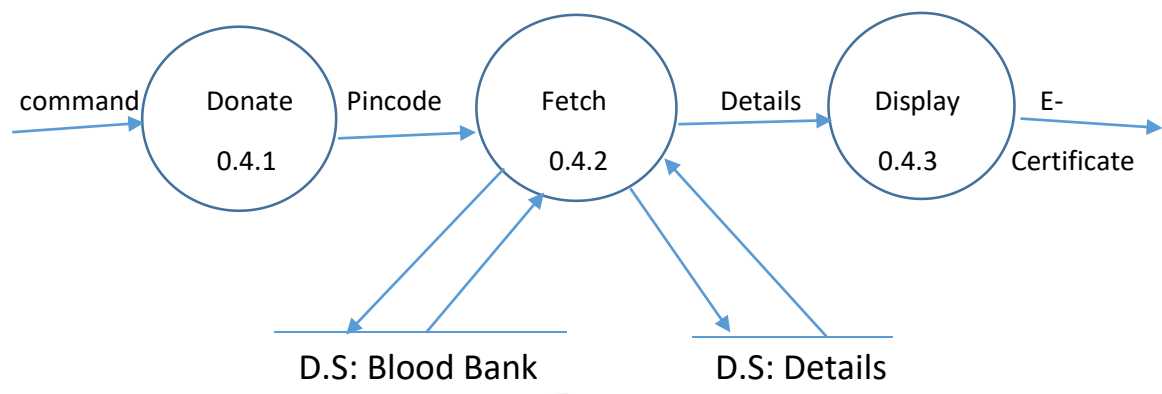 command
Donate
0.4.1
Pincode
Fetch
0.4.2
Details
Display
0.4.3
E-
Certificate
D.S: Blood Bank
D.S: Details